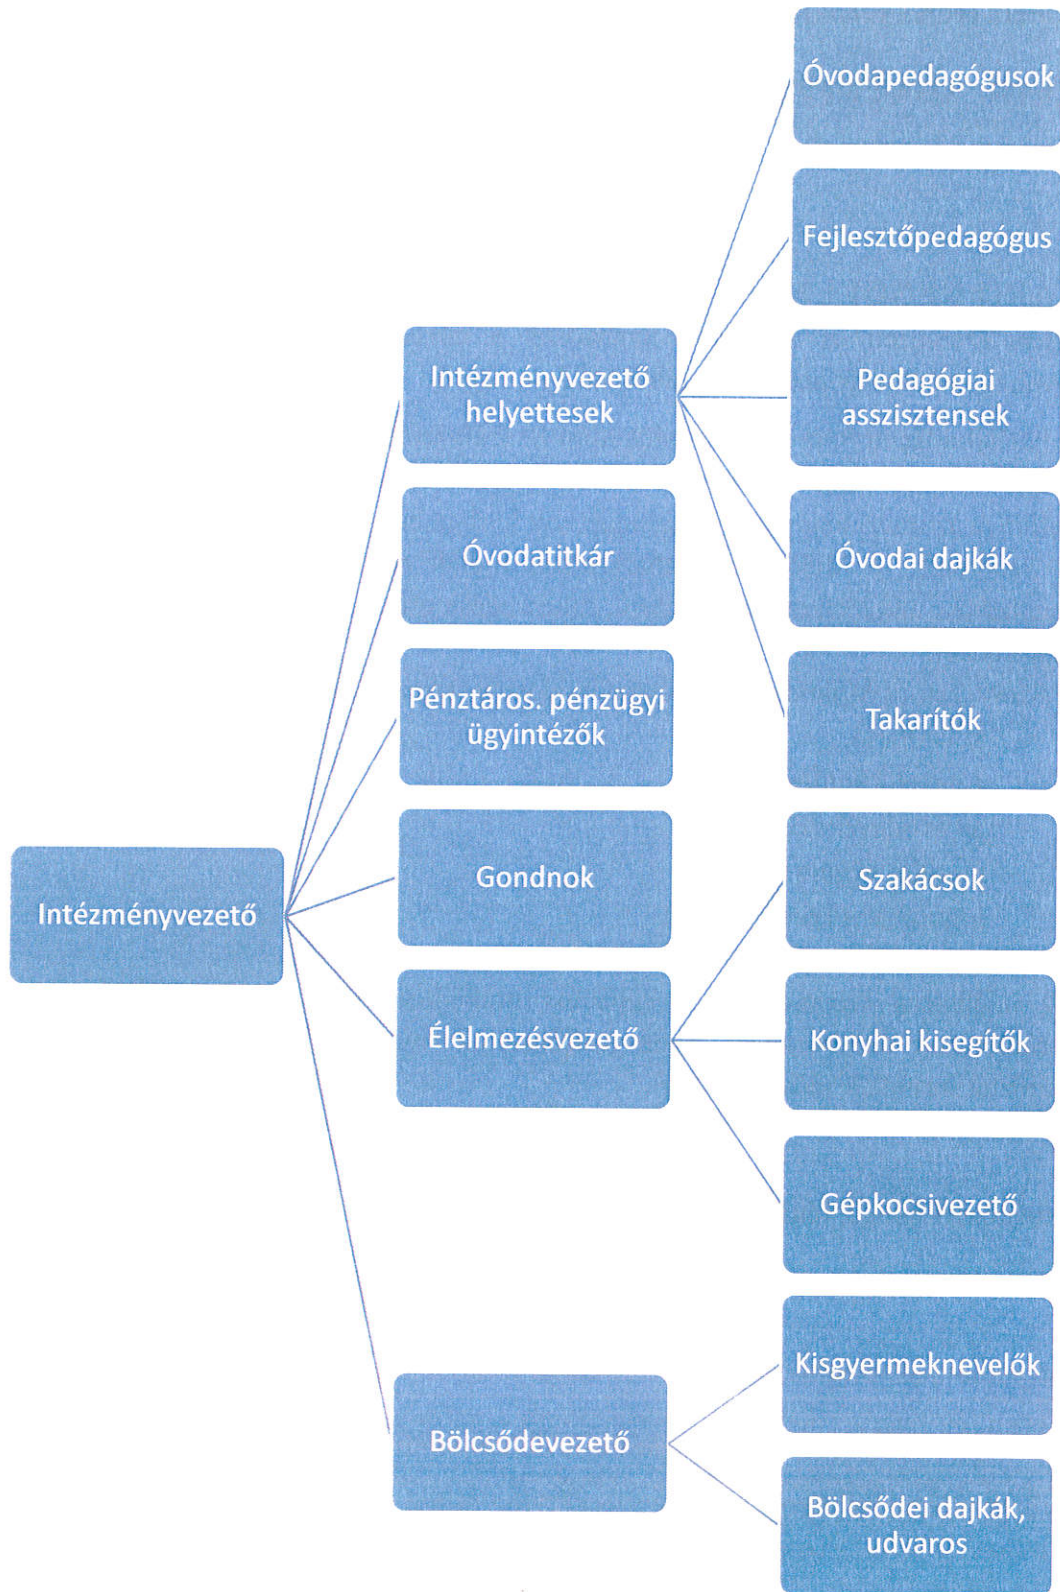 Óvodapedagógusok
Fejlesztőpedagógus
Intézményvezető
helyettesek
Pedagógiai
asszisztensek
Óvodatitkár
Óvodai dajkák
Pénztáros. pénzügyi
ügyintézők
Takarítók
Gondnok
Szakácsok
Intézményvezető
Élelmezésvezető
Konyhai kisegítők
Gépkocsivezető
Kisgyermeknevelők
Bölcsődevezető
Bölcsődei dajkák,
udvaros